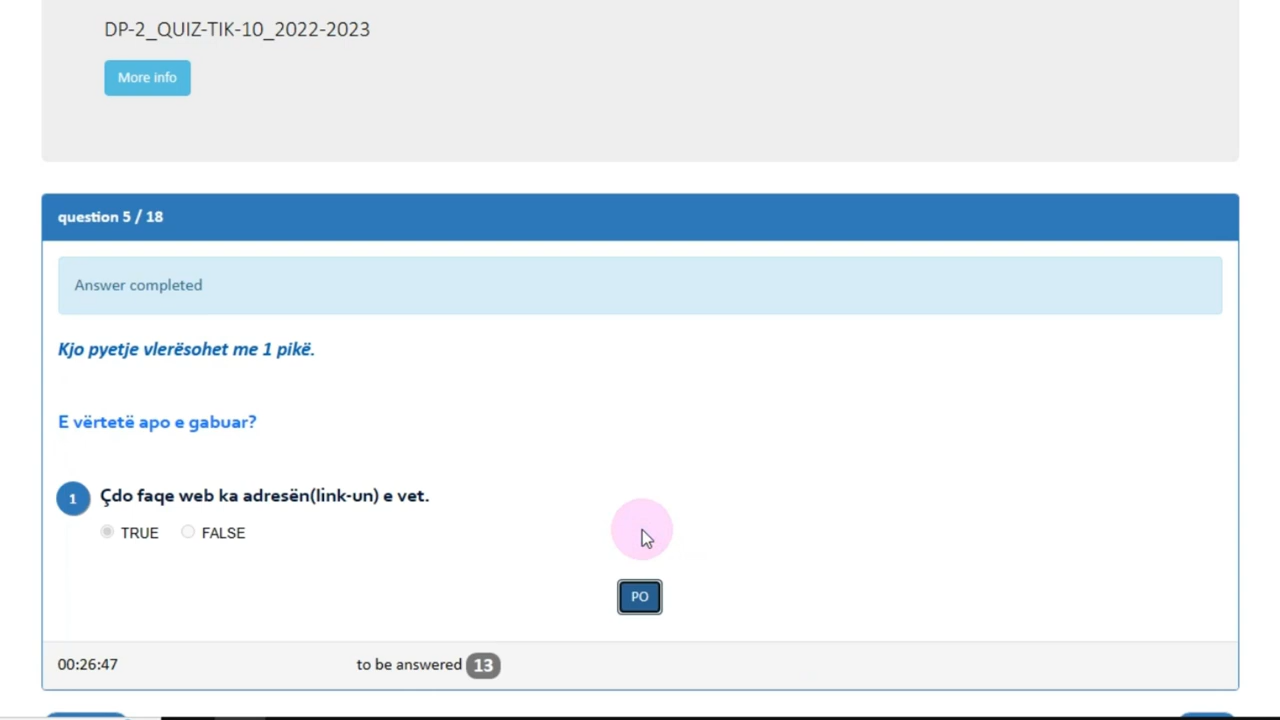 DP-2_QUIZ-TIK-10_2022-2023
More info
question 5 / 18
Answer completed
Kjo pyetje vlerësohet me 1 pikë.
E vërtetë apo e gabuar?
1 Çdo faqe web ka adresën(link-un) e vet.
TRUE FALSE
PO
00:26:47 to be answered 13